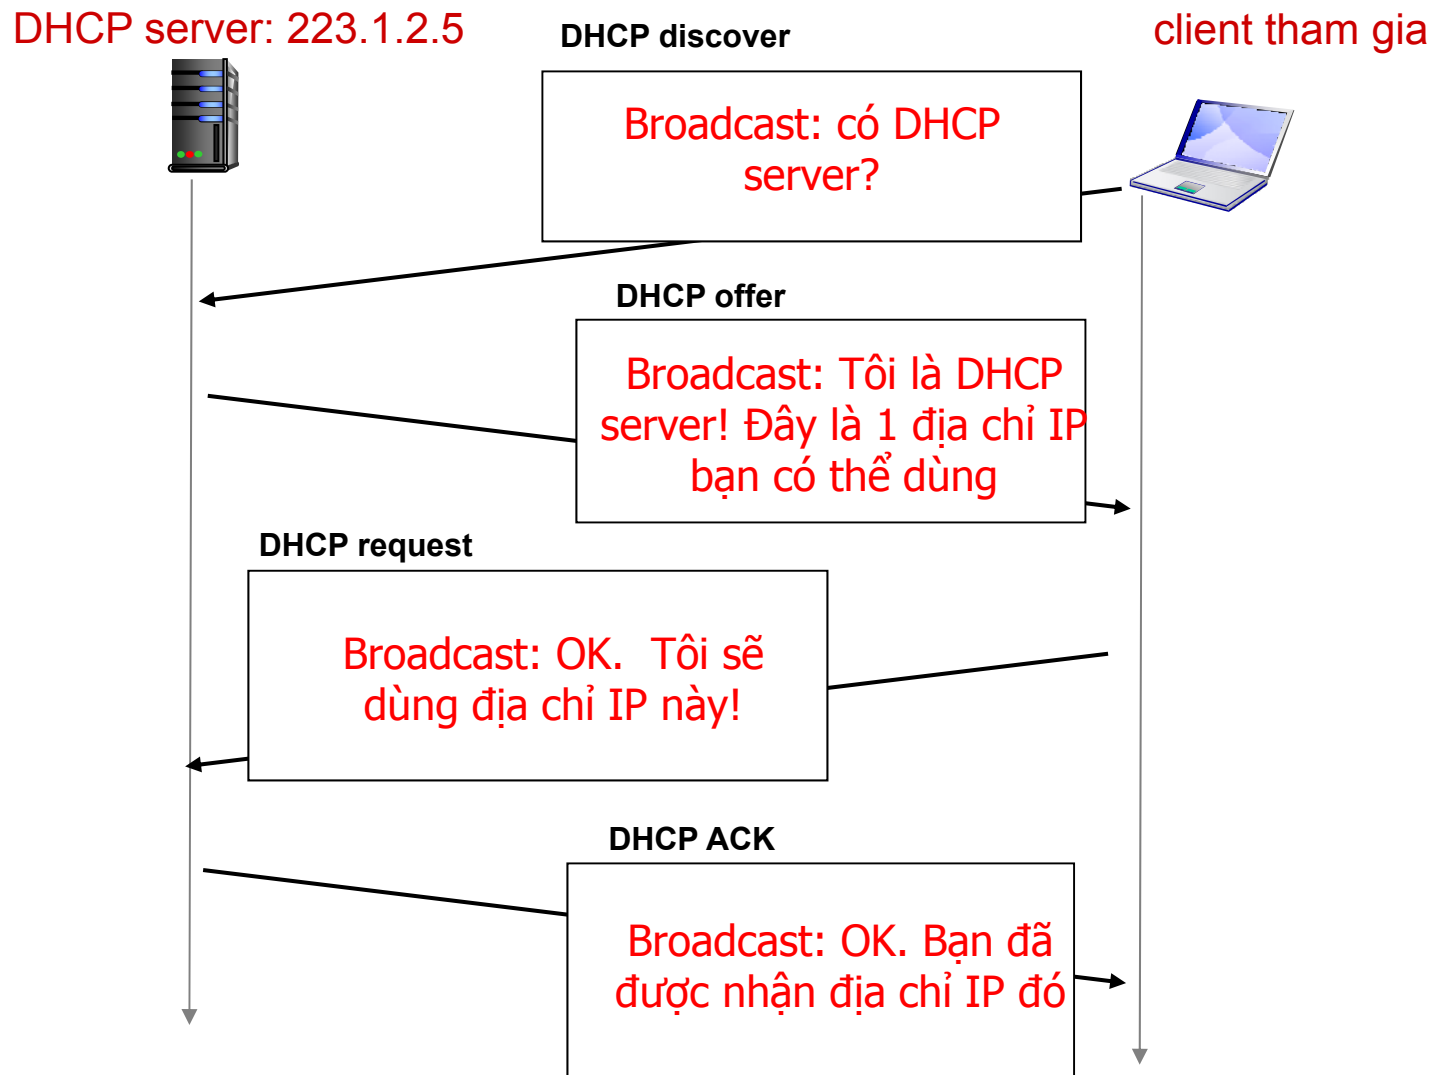 DHCP server: 223.1.2.5
DHCP discover
client tham gia
Broadcast: có DHCP
server?
DHCP offer
Broadcast: Tôi là DHCP
server! Đây là 1 địa chỉ IP
bạn có thể dùng
DHCP request
Broadcast: OK.  Tôi sẽ
dùng địa chỉ IP này!
DHCP ACK
Broadcast: OK. Bạn đã
được nhận địa chỉ IP đó